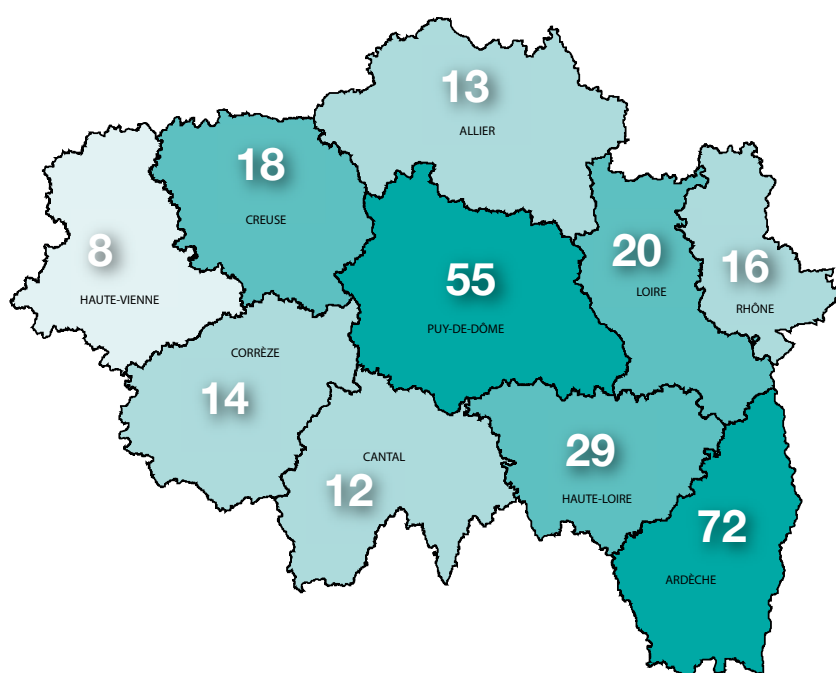 13
ALLIER
18
CREUSE
8
HAUTE-VIENNE
55
PUY-DE-DÔME
20
LOIRE
16
RHÔNE
CORRÈZE
14
CANTAL
12
29
HAUTE-LOIRE
72
ARDÈCHE